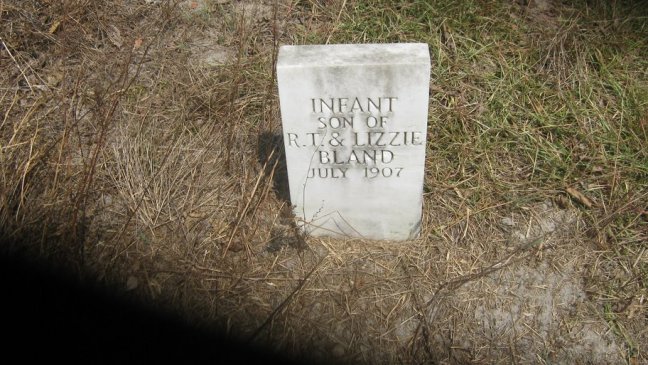 INFANT
SON OF
R.T. & LIZZIE
BLAND
JULY 1907